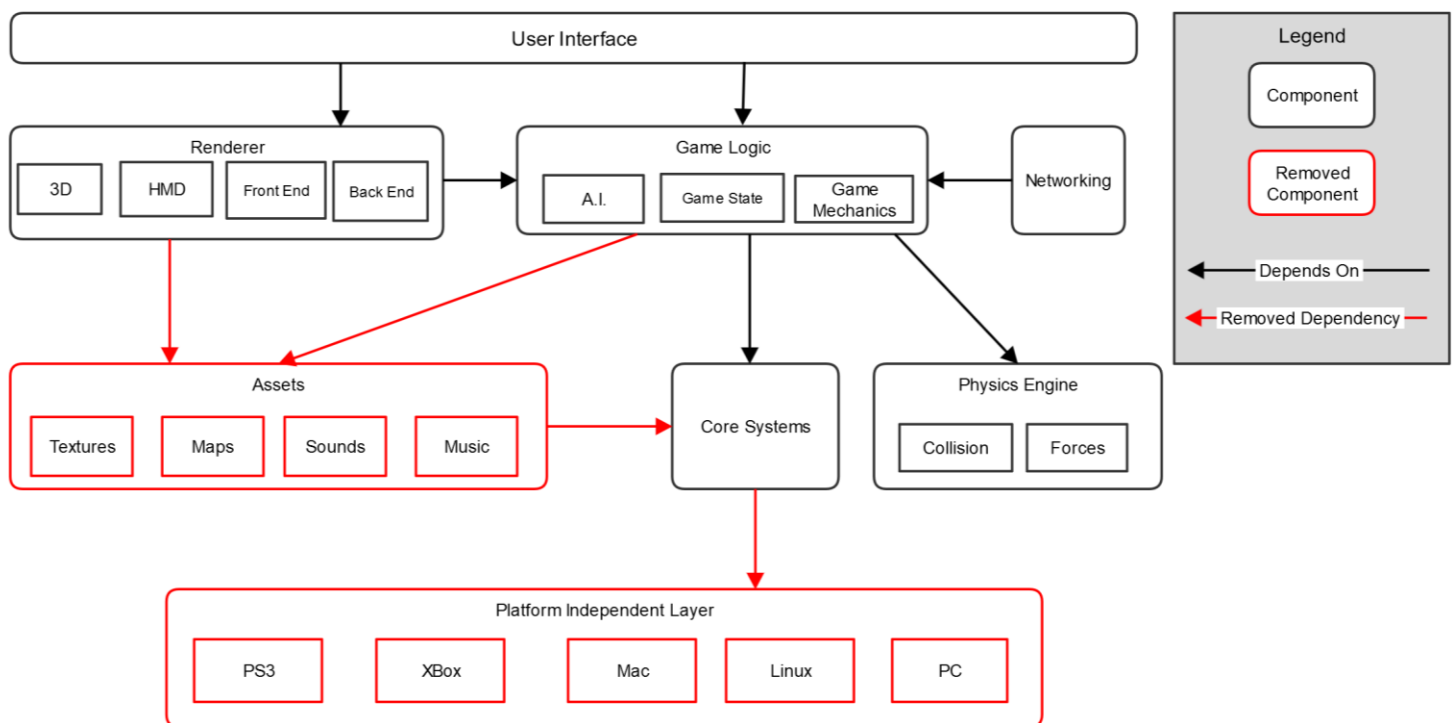 User Interface
Legend
Component
Removed
Component
Depends On
Removed Dependency
Renderer
3D
HMD
Front End
Back End
Game Logic
A.I.
Game State
Game
Mechanics
Networking
Assets
Textures
Maps
Sounds
Music
Core Systems
Physics Engine
Collision
Forces
Platform Independent Layer
PS3
XBox
Mac
Linux
PC